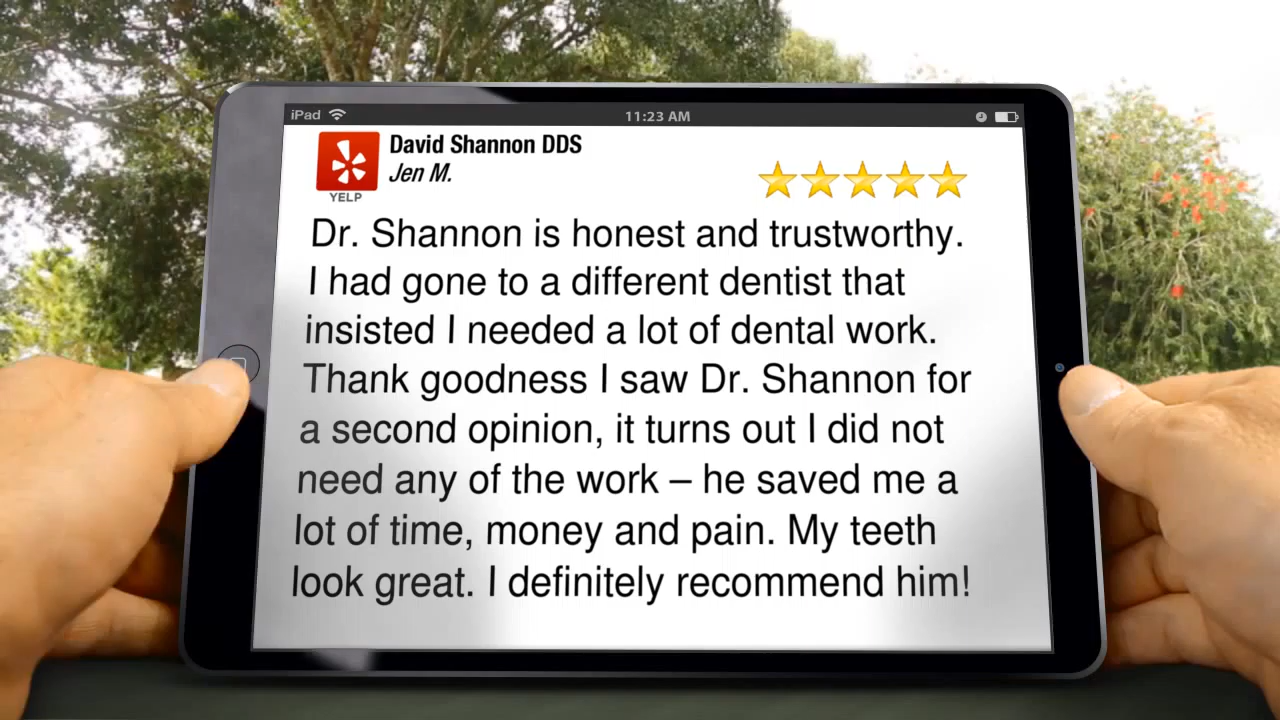 iPad 11:23 AM
David Shannon DDS
Jen M.
YELP
Dr. Shannon is honest and trustworthy.
I had gone to a different dentist that
insisted I needed a lot of dental work.
Thank goodness I saw Dr. Shannon for
a second opinion, it turns out I did not
need any of the work – he saved me a
lot of time, money and pain. My teeth
look great. I definitely recommend him!